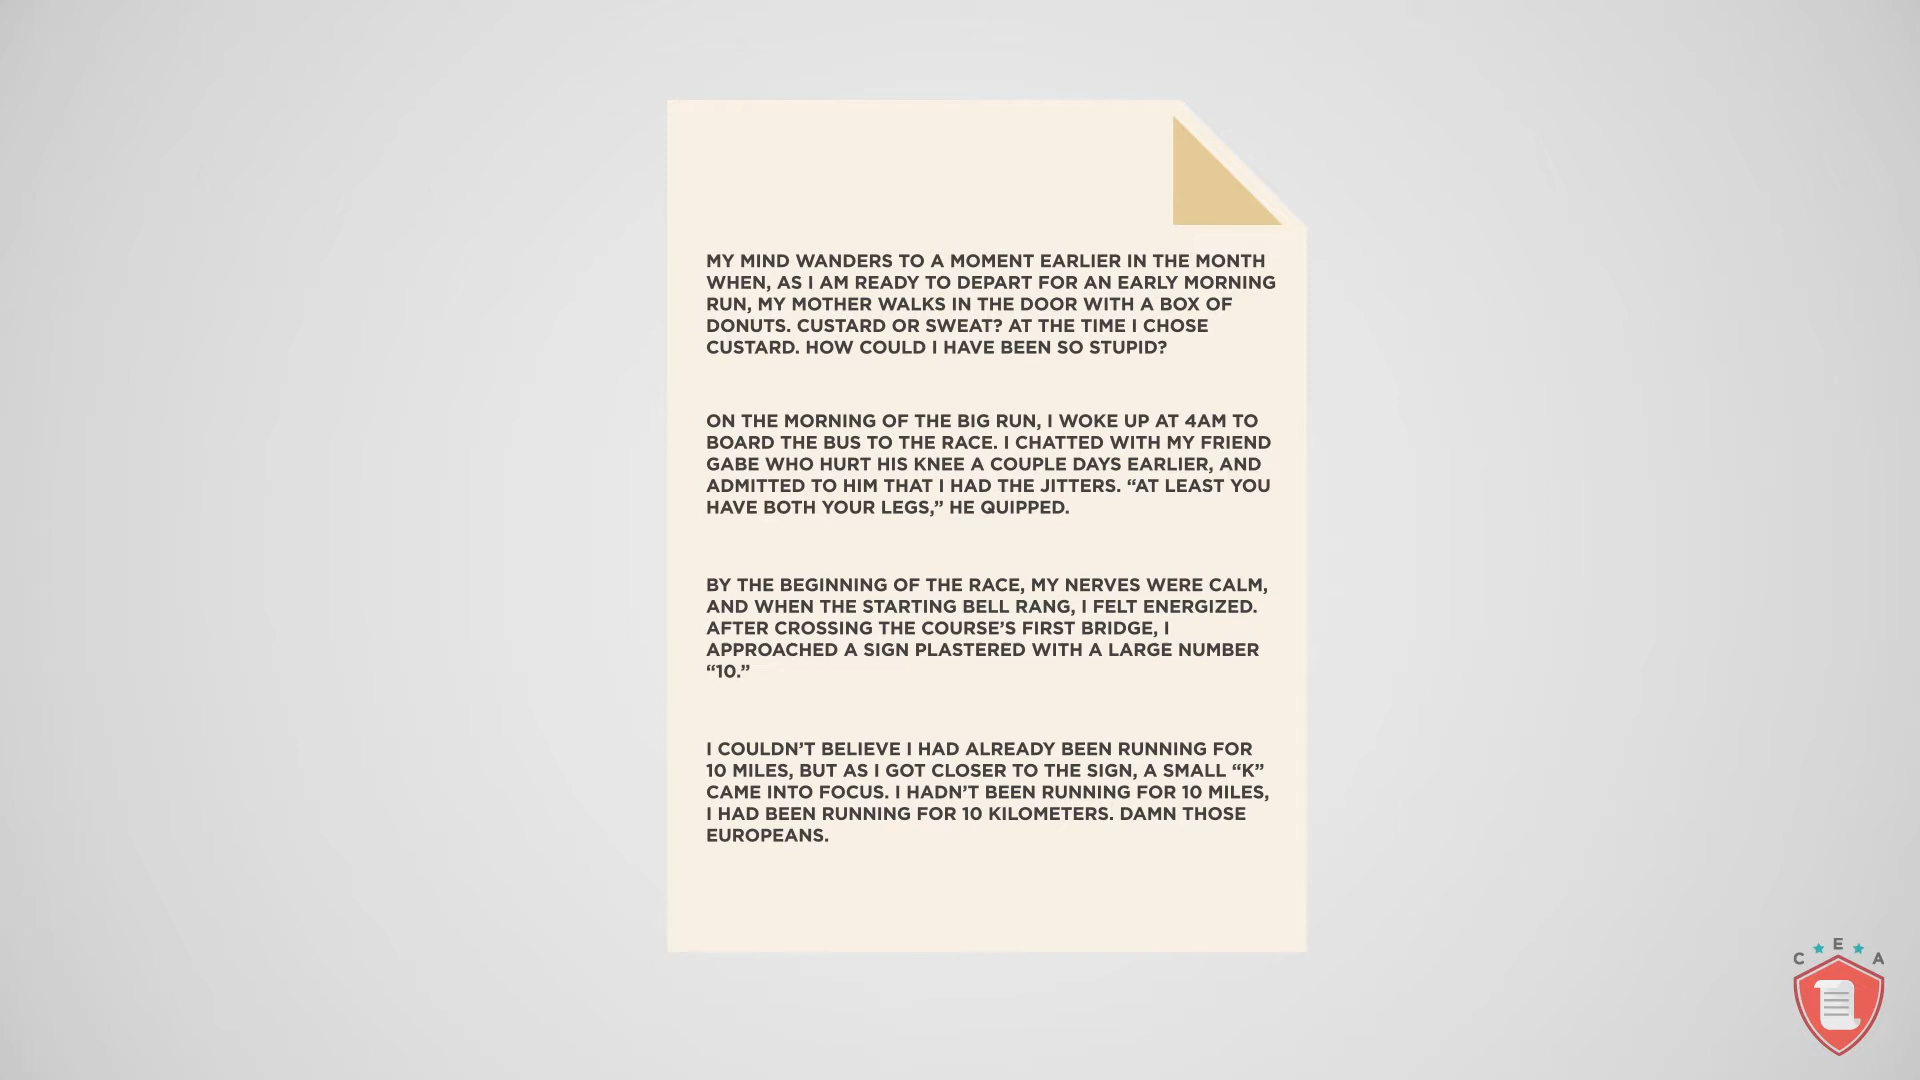 MY MIND WANDERS TO A MOMENT EARLIER IN THE MONTH
WHEN, AS I AM READY TO DEPART FOR AN EARLY MORNING
RUN, MY MOTHER WALKS IN THE DOOR WITH A BOX OF
DONUTS. CUSTARD OR SWEAT? AT THE TIME I CHOSE
CUSTARD. HOW COULD I HAVE BEEN SO STUPID?
ON THE MORNING OF THE BIG RUN, I WOKE UP AT 4AM TO
BOARD THE BUS TO THE RACE. I CHATTED WITH MY FRIEND
GABE WHO HURT HIS KNEE A COUPLE DAYS EARLIER, AND
ADMITTED TO HIM THAT I HAD THE JITTERS. “AT LEAST YOU
HAVE BOTH YOUR LEGS,” HE QUIPPED.
BY THE BEGINNING OF THE RACE, MY NERVES WERE CALM,
AND WHEN THE STARTING BELL RANG, I FELT ENERGIZED.
AFTER CROSSING THE COURSE’S FIRST BRIDGE, I
APPROACHED A SIGN PLASTERED WITH A LARGE NUMBER
“10.”
I COULDN’T BELIEVE I HAD ALREADY BEEN RUNNING FOR
10 MILES, BUT AS I GOT CLOSER TO THE SIGN, A SMALL “K”
CAME INTO FOCUS. I HADN’T BEEN RUNNING FOR 10 MILES,
I HAD BEEN RUNNING FOR 10 KILOMETERS. DAMN THOSE
EUROPEANS.
C E A